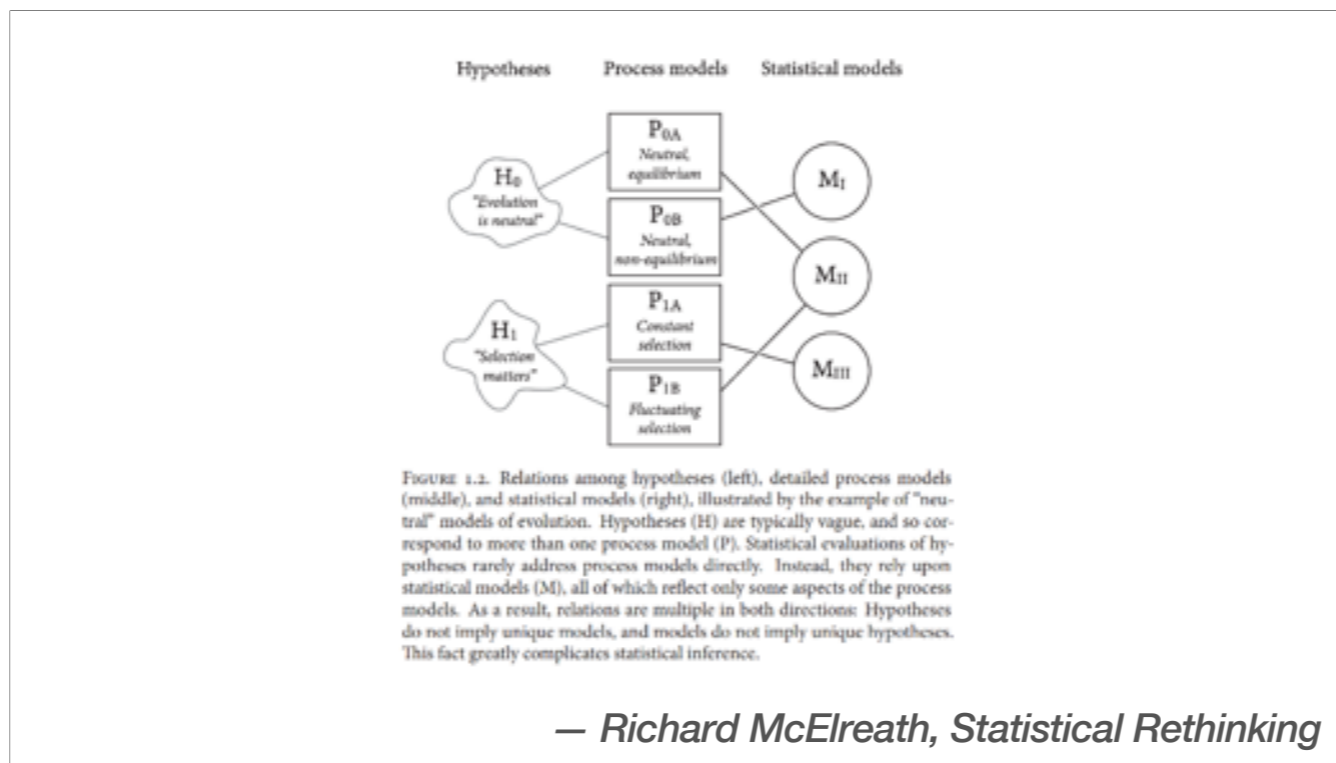 Hypotheses Process models Statistical models
P0A
Neutral,
equilibrium
H0
"Evolution
is neutral"
P0B
Neutral,
non-equilibrium
MI
MII
H1
"Selection
matters"
P1A
Constant
selection
P1B
Fluctuating
selection
MIII
FIGURE 1.2. Relations among hypotheses (left), detailed process models
(middle), and statistical models (right), illustrated by the example of "neu-
tral" models of evolution. Hypotheses (H) are typically vague, and so cor-
respond to more than one process model (P). Statistical evaluations of hy-
potheses rarely address process models directly. Instead, they rely upon
statistical models (M), all of which reflect only some aspects of the process
models. As a result, relations are multiple in both directions: Hypotheses
do not imply unique models, and models do not imply unique hypotheses.
This fact greatly complicates statistical inference.
— Richard McElreath, Statistical Rethinking